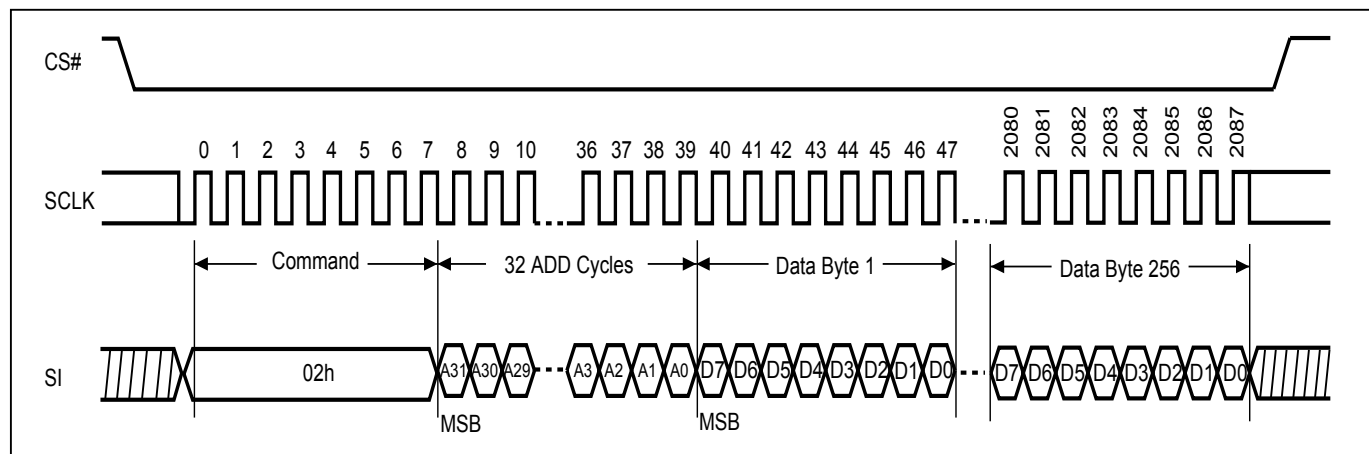 CS#
2080 2081 2082 2083 2084 2085 2086 2087
0 1 2 3 4 5 6 7 8 9 10 36 37 38 39 40 41 42 43 44 45 46 47
SCLK
Command 32 ADD Cycles Data Byte 1 Data Byte 256
SI 02h A31 A30 A29 A3 A2 A1 A0 D7 D6 D5 D4 D3 D2 D1 D0 D7 D6 D5 D4 D3 D2 D1 D0
MSB MSB